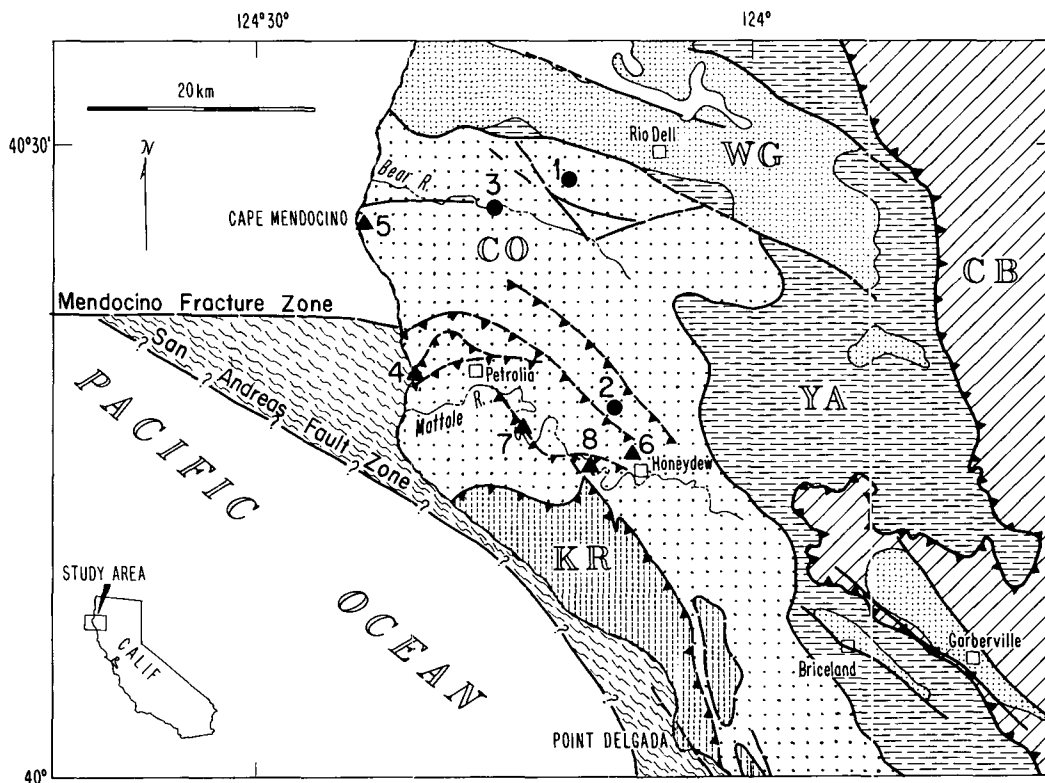 124°30'
124°
20 km
N
40°30'
Rio Dell
WG
Bear R.
1
3
CAPE MENDOCINO
5
CO
CB
Mendocino Fracture Zone
San Andreas Fault Zone
4
Petrolia
2
YA
Mattole R.
7
8
6
Honeydew
PACIFIC
OCEAN
KR
STUDY AREA
CALIF
Briceland
Garberville
POINT DELGADA
40°
? ? ? ? ? ? ?